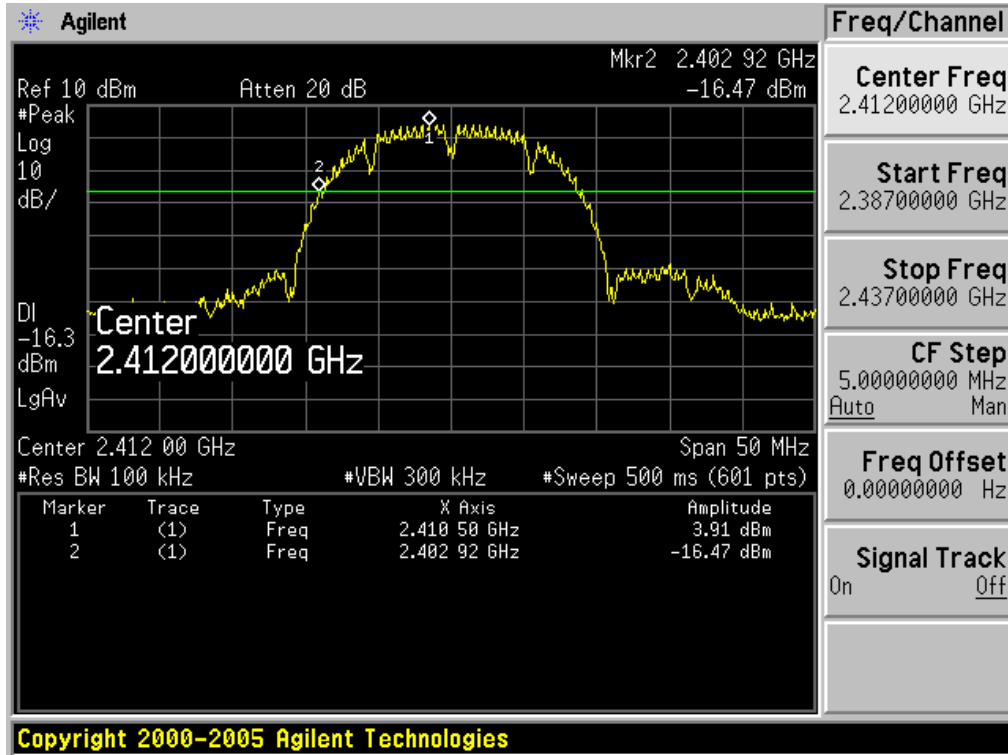 Agilent
Freq/Channel
Mkr2 2.402 92 GHz
Ref 10 dBm Atten 20 dB -16.47 dBm
#Peak
Log
10
dB/
1
2
DI
-16.3
dBm
LgAv
Center
2.412000000 GHz
Center 2.412 00 GHz Span 50 MHz
#Res BW 100 kHz #VBW 300 kHz #Sweep 500 ms (601 pts)
Marker Trace Type X Axis Amplitude
1 (1) Freq 2.410 50 GHz 3.91 dBm
2 (1) Freq 2.402 92 GHz -16.47 dBm
Center Freq
2.41200000 GHz
Start Freq
2.38700000 GHz
Stop Freq
2.43700000 GHz
CF Step
5.00000000 MHz
Auto Man
Freq Offset
0.00000000 Hz
Signal Track
On Off
Copyright 2000-2005 Agilent Technologies